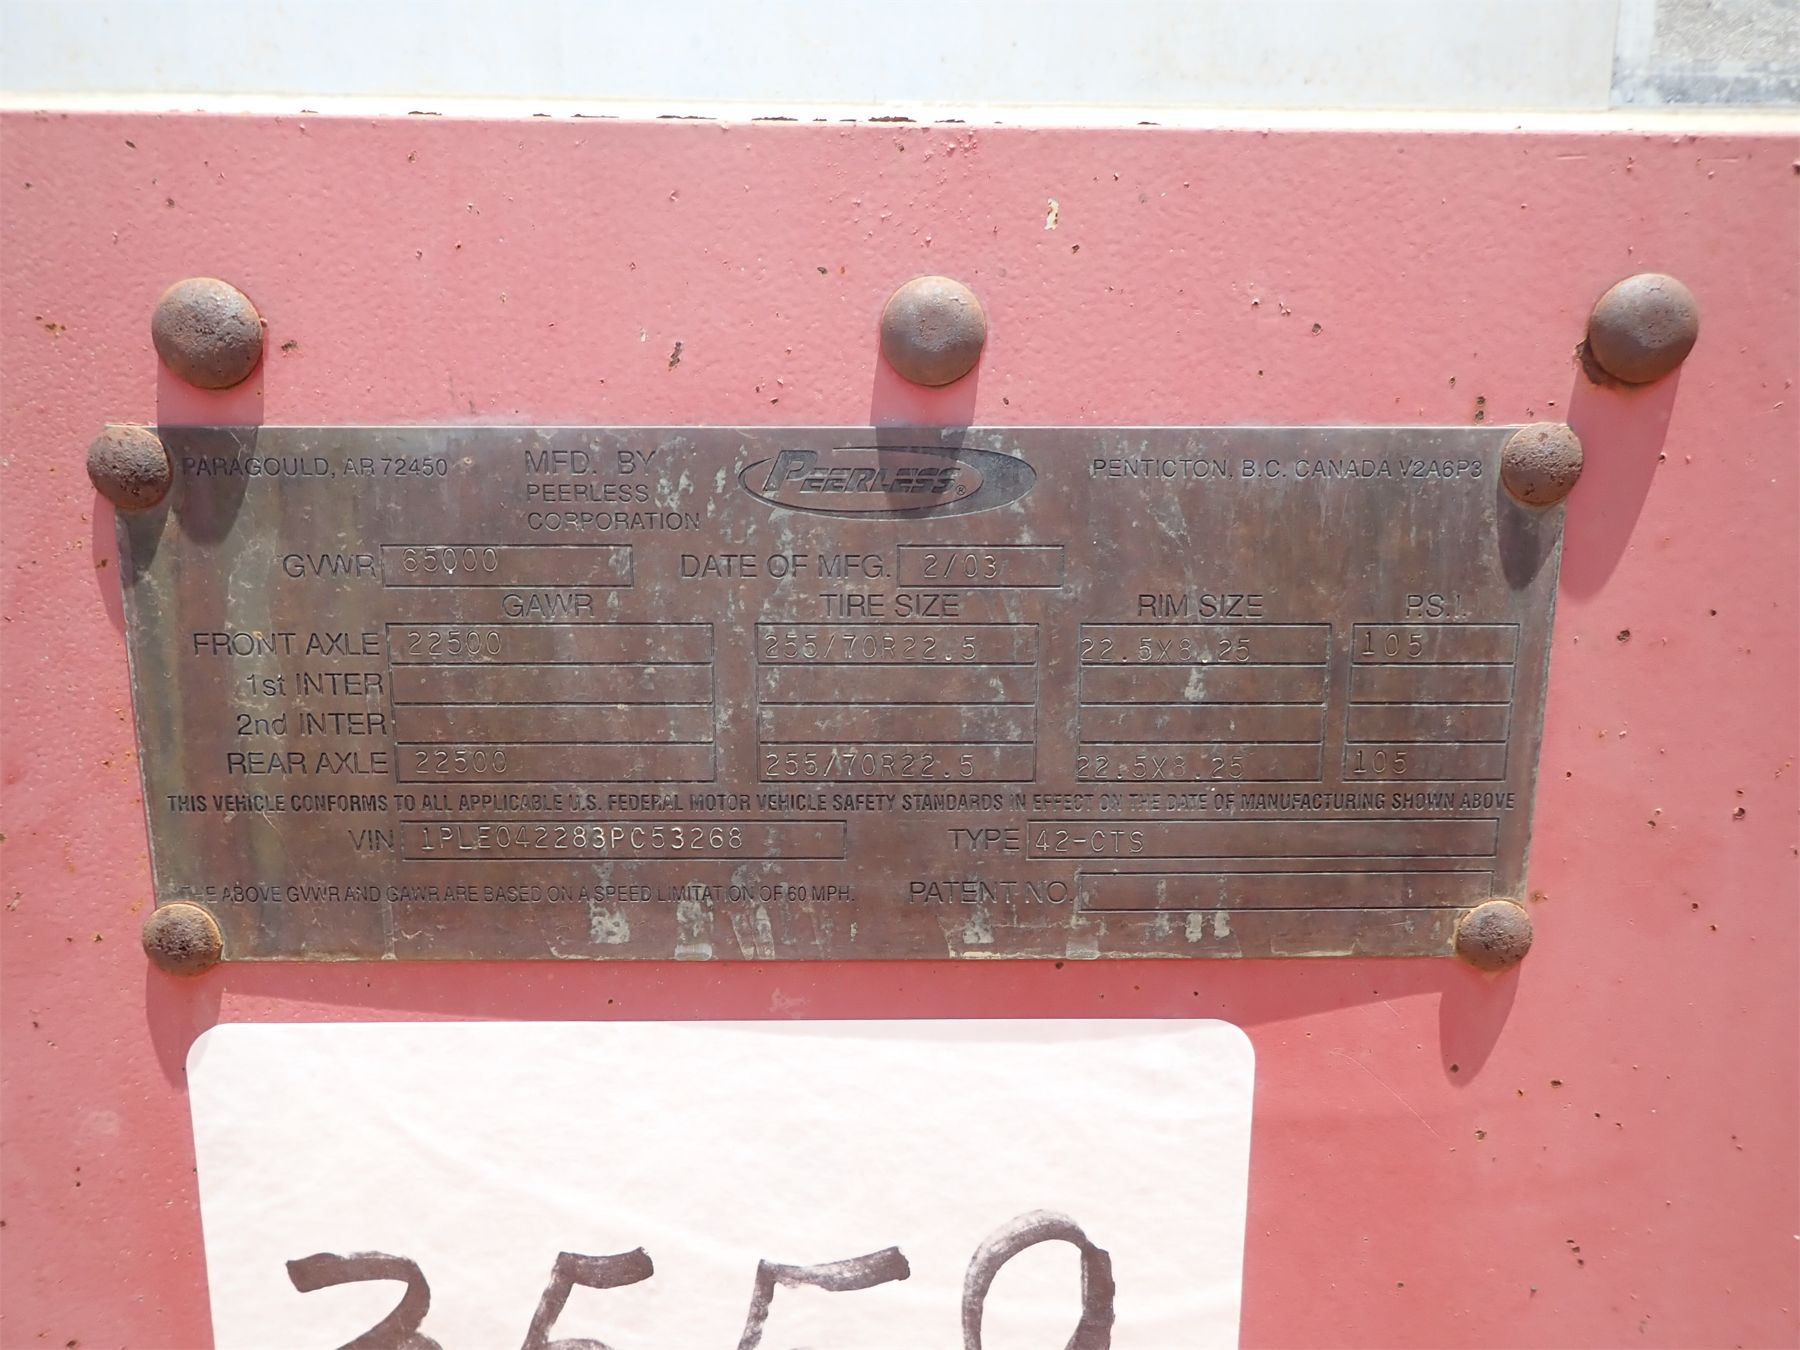 PARAGOULD, AR 72450 MFD. BY PEERLESS® PENTICTON, B.C. CANADA V2A6P3
PEERLESS
CORPORATION
GVWR 65000 DATE OF MFG. 2/03
GAWR TIRE SIZE RIM SIZE P.S.I.
FRONT AXLE 22500 255/70R22.5 22.5X8.25 105
1st INTER
2nd INTER
REAR AXLE 22500 255/70R22.5 22.5X8.25 105
THIS VEHICLE CONFORMS TO ALL APPLICABLE U.S. FEDERAL MOTOR VEHICLE SAFETY STANDARDS IN EFFECT ON THE DATE OF MANUFACTURING SHOWN ABOVE
VIN 1PLE042283PC53268 TYPE 42-CTS
THE ABOVE GVWR AND GAWR ARE BASED ON A SPEED LIMITATION OF 60 MPH. PATENT NO.